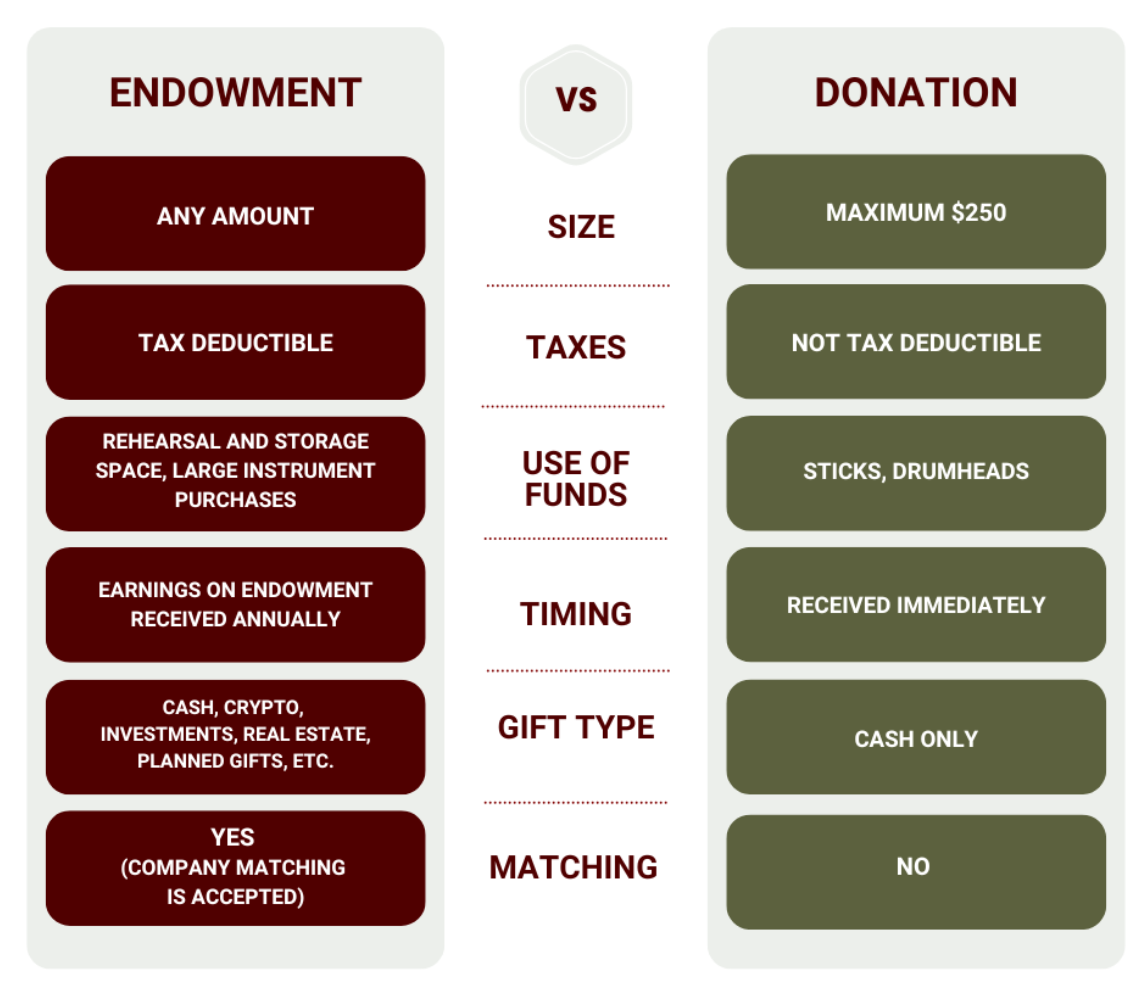 ENDOWMENT
VS
DONATION
ANY AMOUNT
SIZE
MAXIMUM $250
TAX DEDUCTIBLE
TAXES
NOT TAX DEDUCTIBLE
REHEARSAL AND STORAGE
SPACE, LARGE INSTRUMENT
PURCHASES
USE OF
FUNDS
STICKS, DRUMHEADS
EARNINGS ON ENDOWMENT
RECEIVED ANNUALLY
TIMING
RECEIVED IMMEDIATELY
CASH, CRYPTO,
INVESTMENTS, REAL ESTATE,
PLANNED GIFTS, ETC.
GIFT TYPE
CASH ONLY
YES
(COMPANY MATCHING
IS ACCEPTED)
MATCHING
NO